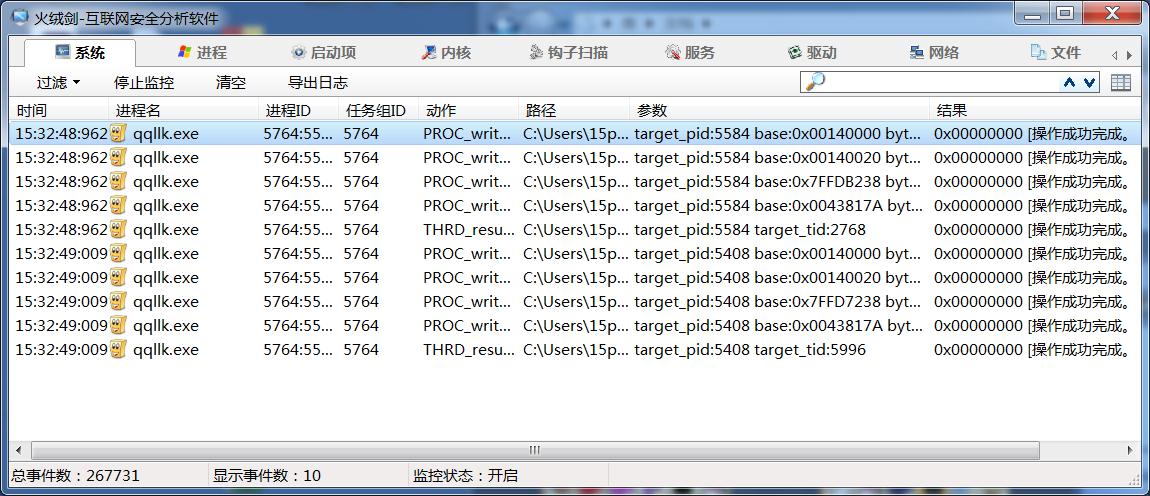 火绒剑-互联网安全分析软件
系统 进程 启动项 内核 钩子扫描 服务 驱动 网络 文件
过滤 停止监控 清空 导出日志
时间 进程名 进程ID 任务组ID 动作 路径 参数 结果
15:32:48:962 qqllk.exe 5764:55... 5764 PROC_writ... C:\Users\15p... target_pid:5584 base:0x00140000 byt... 0x00000000 [操作成功完成。
15:32:48:962 qqllk.exe 5764:55... 5764 PROC_writ... C:\Users\15p... target_pid:5584 base:0x00140020 byt... 0x00000000 [操作成功完成。
15:32:48:962 qqllk.exe 5764:55... 5764 PROC_writ... C:\Users\15p... target_pid:5584 base:0x7FFDB238 byt... 0x00000000 [操作成功完成。
15:32:48:962 qqllk.exe 5764:55... 5764 PROC_writ... C:\Users\15p... target_pid:5584 base:0x0043817A byt... 0x00000000 [操作成功完成。
15:32:48:962 qqllk.exe 5764:55... 5764 THRD_resu... C:\Users\15p... target_pid:5584 target_tid:2768 0x00000000 [操作成功完成。
15:32:49:009 qqllk.exe 5764:55... 5764 PROC_writ... C:\Users\15p... target_pid:5408 base:0x00140000 byt... 0x00000000 [操作成功完成。
15:32:49:009 qqllk.exe 5764:55... 5764 PROC_writ... C:\Users\15p... target_pid:5408 base:0x00140020 byt... 0x00000000 [操作成功完成。
15:32:49:009 qqllk.exe 5764:55... 5764 PROC_writ... C:\Users\15p... target_pid:5408 base:0x7FFD7238 byt... 0x00000000 [操作成功完成。
15:32:49:009 qqllk.exe 5764:55... 5764 PROC_writ... C:\Users\15p... target_pid:5408 base:0x0043817A byt... 0x00000000 [操作成功完成。
15:32:49:009 qqllk.exe 5764:55... 5764 THRD_resu... C:\Users\15p... target_pid:5408 target_tid:5996 0x00000000 [操作成功完成。
总事件数：267731 显示事件数：10 监控状态：开启